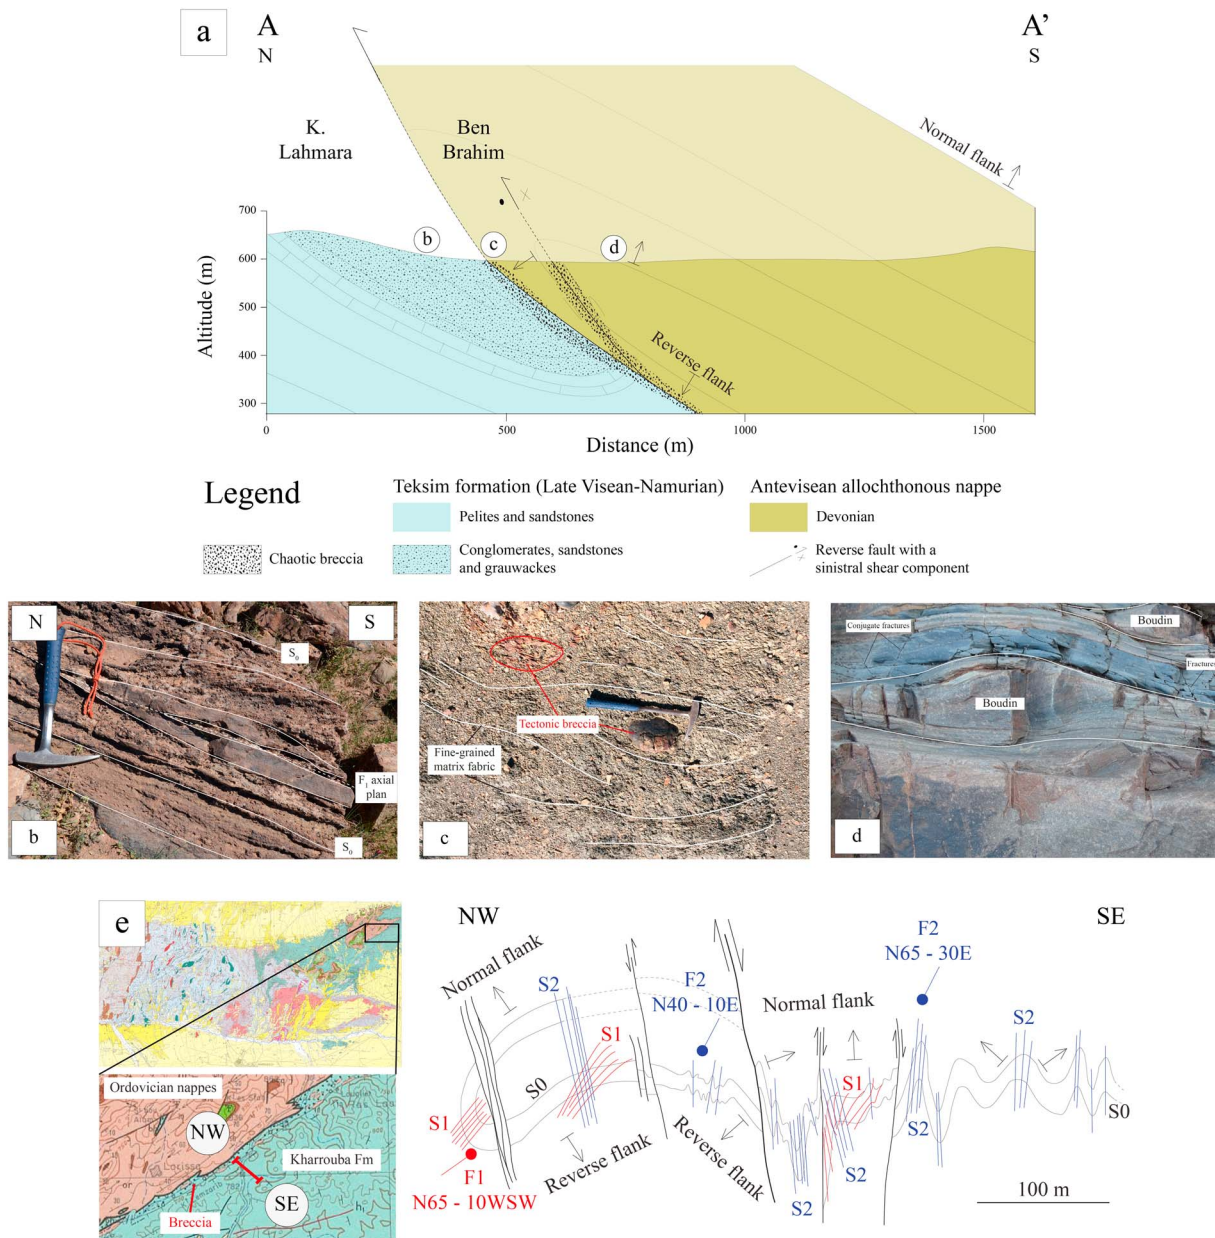 a
A
N
A'
S
K.
Lahmara
Ben
Brahim
Normal flank
b
c
d
Reverse flank
Altitude (m)
700
600
500
400
300
0
500
1000
1500
Distance (m)
Legend
Chaotic breccia
Teksim formation (Late Visean-Namurian)
Pelites and sandstones
Conglomerates, sandstones
and grauwackes
Antevisean allochthonous nappe
Devonian
Reverse fault with a
sinistral shear component
N
S
S0
F1 axial
plan
S0
b
Tectonic breccia
Fine-grained
matrix fabric
c
Conjugate fractures
Boudin
Fractures
Boudin
d
e
Ordovician nappes
NW
Kharrouba Fm
SE
Breccia
NW
SE
Normal flank
S2
S1
S0
S1
F1
N65 - 10WSW
Reverse flank
F2
N40 - 10E
Reverse flank
Normal flank
S1
S2
S2
F2
N65 - 30E
S2
S2
S0
100 m